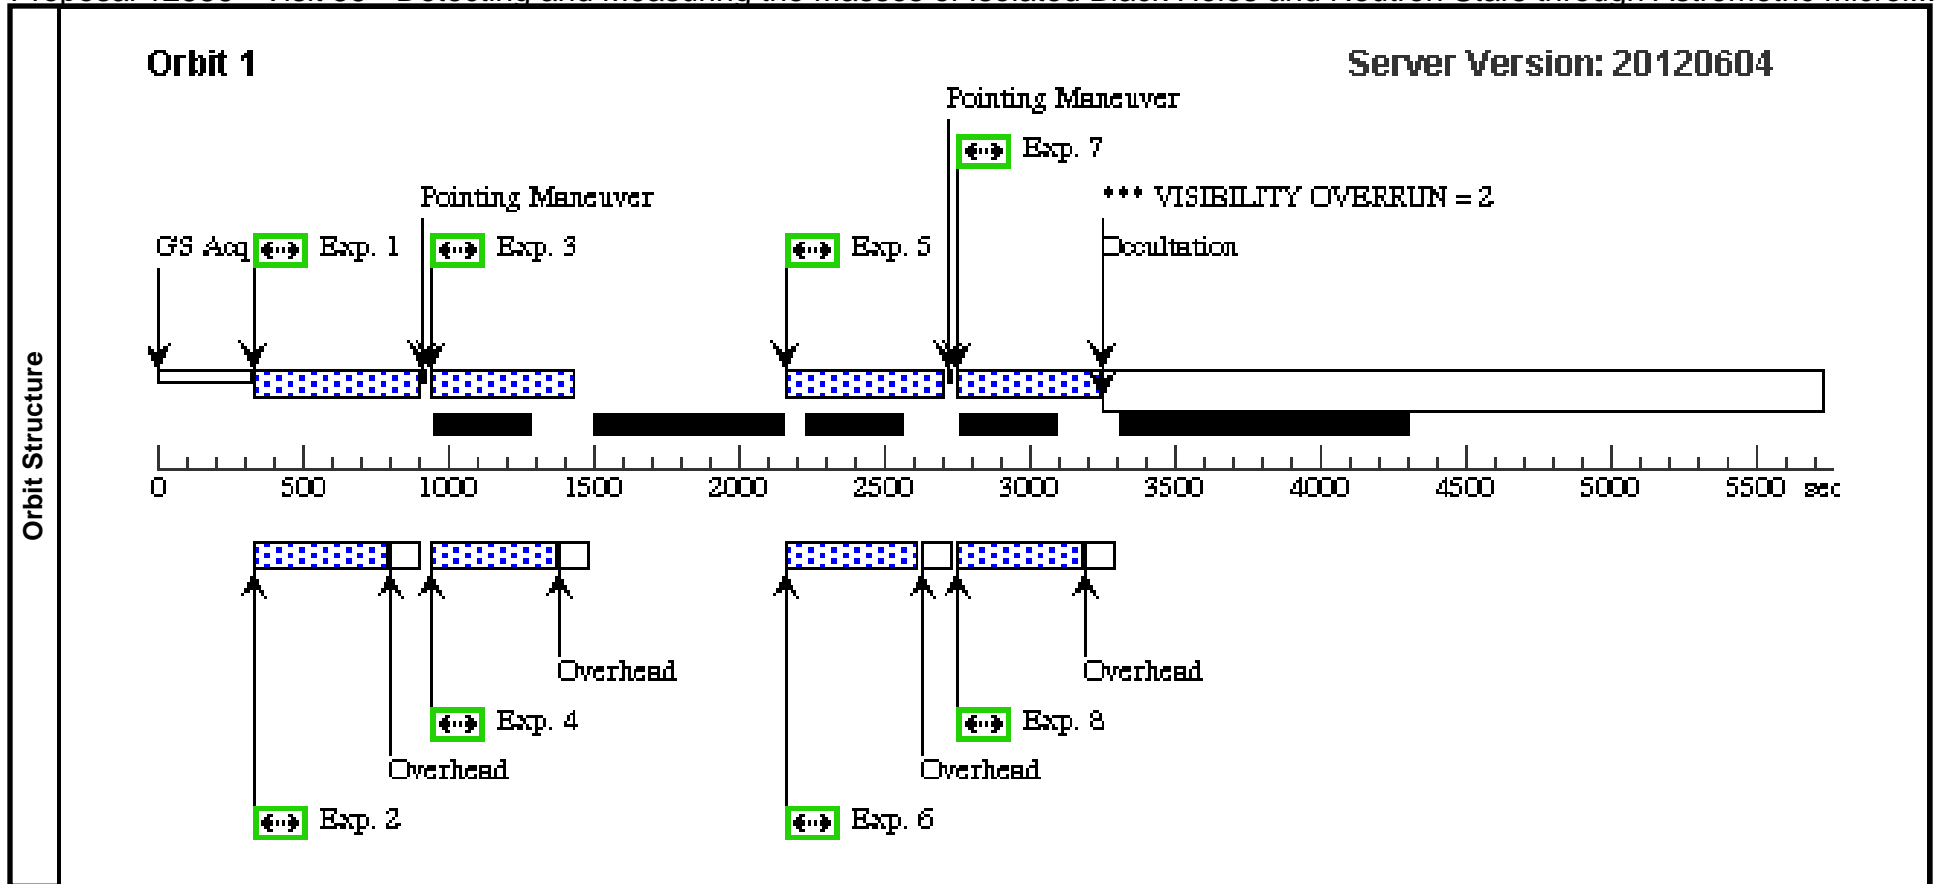 Orbit 1
Server Version: 20120604
Pointing Maneuver
Exp. 7
Pointing Maneuver
*** VISIBILITY OVERRUN = 2
GS Acq
Exp. 1
Exp. 3
Exp. 5
Occultation
Orbit Structure
0 500 1000 1500 2000 2500 3000 3500 4000 4500 5000 5500 sec
Overhead
Overhead
Exp. 4
Exp. 8
Overhead
Overhead
Exp. 2
Exp. 6